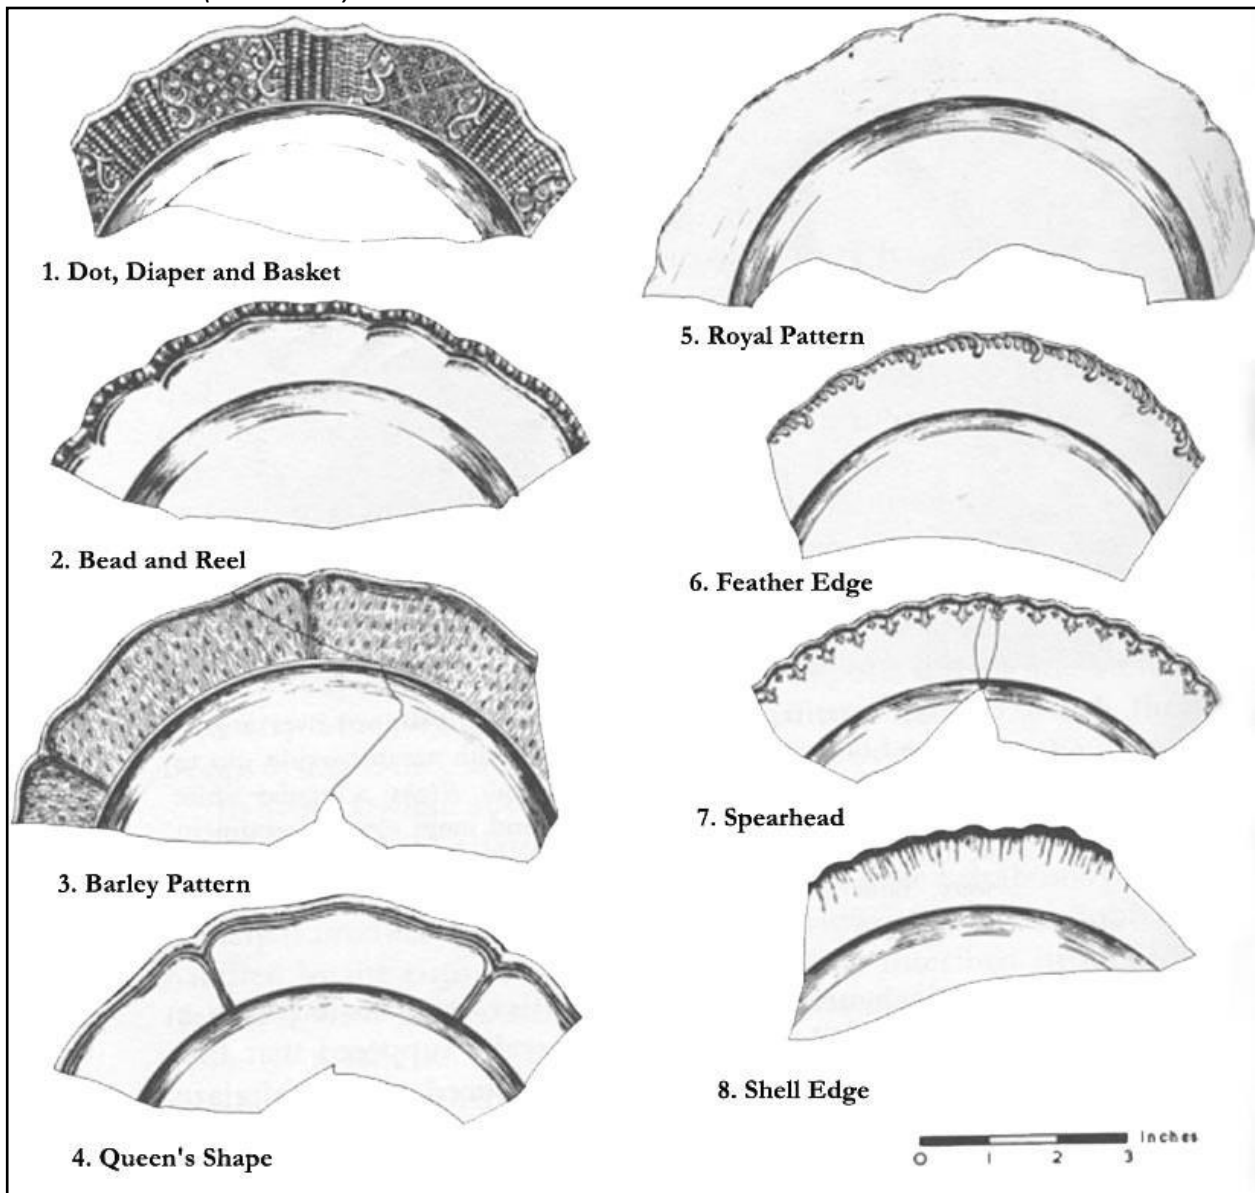 1. Dot, Diaper and Basket
2. Bead and Reel
3. Barley Pattern
4. Queen's Shape
5. Royal Pattern
6. Feather Edge
7. Spearhead
8. Shell Edge
Inches
0 1 2 3